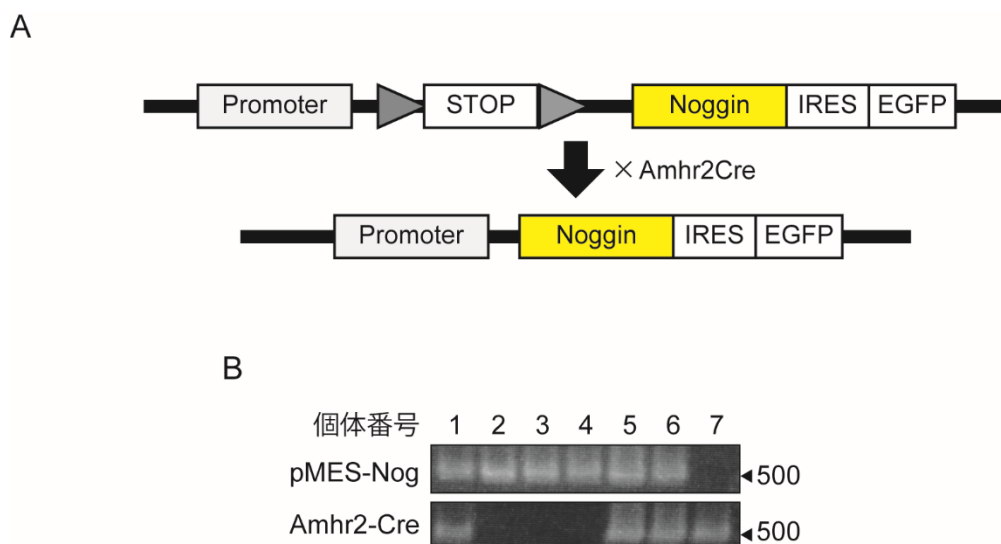 A
Promoter STOP Noggin IRES EGFP
× Amhr2Cre
Promoter Noggin IRES EGFP
B
個体番号 1 2 3 4 5 6 7
pMES-Nog ◄500
Amhr2-Cre ◄500